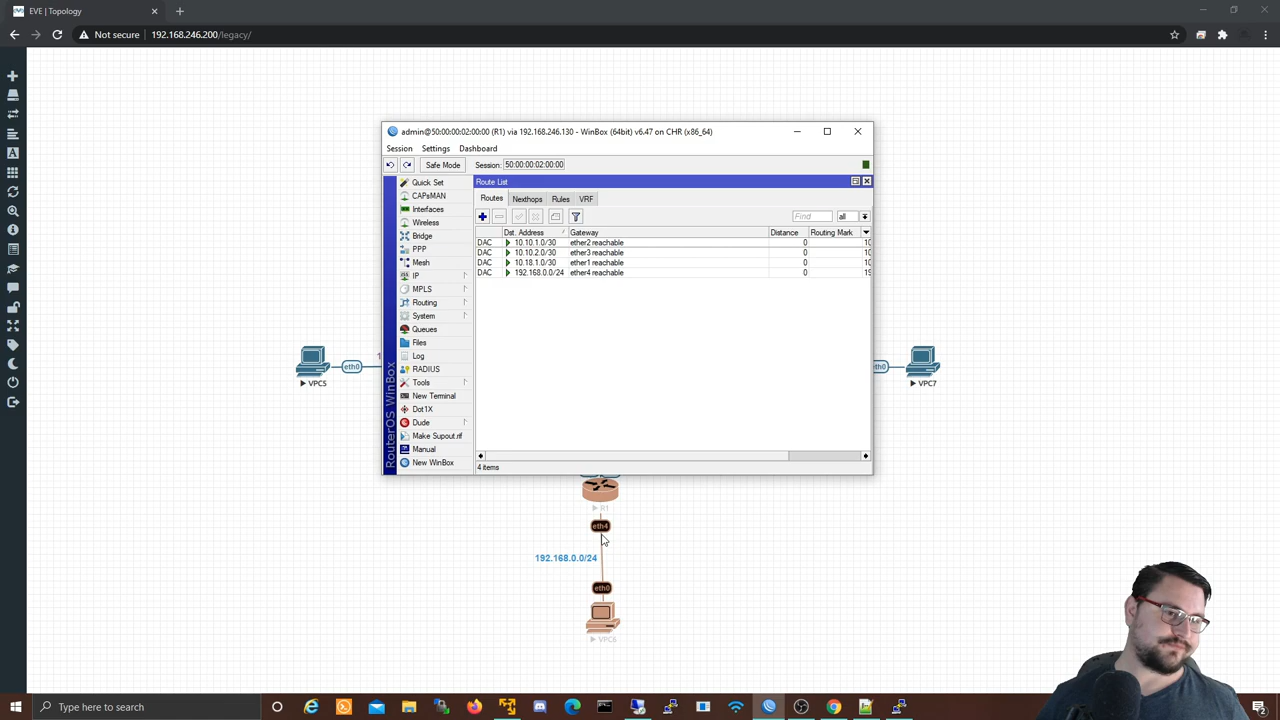 EVE | Topology
Not secure 192.168.246.200/legacy/
admin@50:00:00:02:00:00 (R1) via 192.168.246.130 - WinBox (64bit) v6.47 on CHR (x86_64)
Session Settings Dashboard
Safe Mode Session: 50:00:00:02:00:00
Quick Set
CAPsMAN
Interfaces
Wireless
Bridge
PPP
Mesh
IP
MPLS
Routing
System
Queues
Files
Log
RADIUS
Tools
New Terminal
Dot1X
Dude
Make Supout.rif
Manual
New WinBox
RouterOS WinBox
Route List
Routes Nexthops Rules VRF
Find all
Dst. Address Gateway Distance Routing Mark
DAC 10.10.1.0/30 ether2 reachable 0 10
DAC 10.10.2.0/30 ether3 reachable 0 10
DAC 10.18.1.0/30 ether1 reachable 0 10
DAC 192.168.0.0/24 ether4 reachable 0 19
4 items
eth0 1
VPC5
eth0
VPC7
R1
eth4
192.168.0.0/24
eth0
VPC6
Type here to search